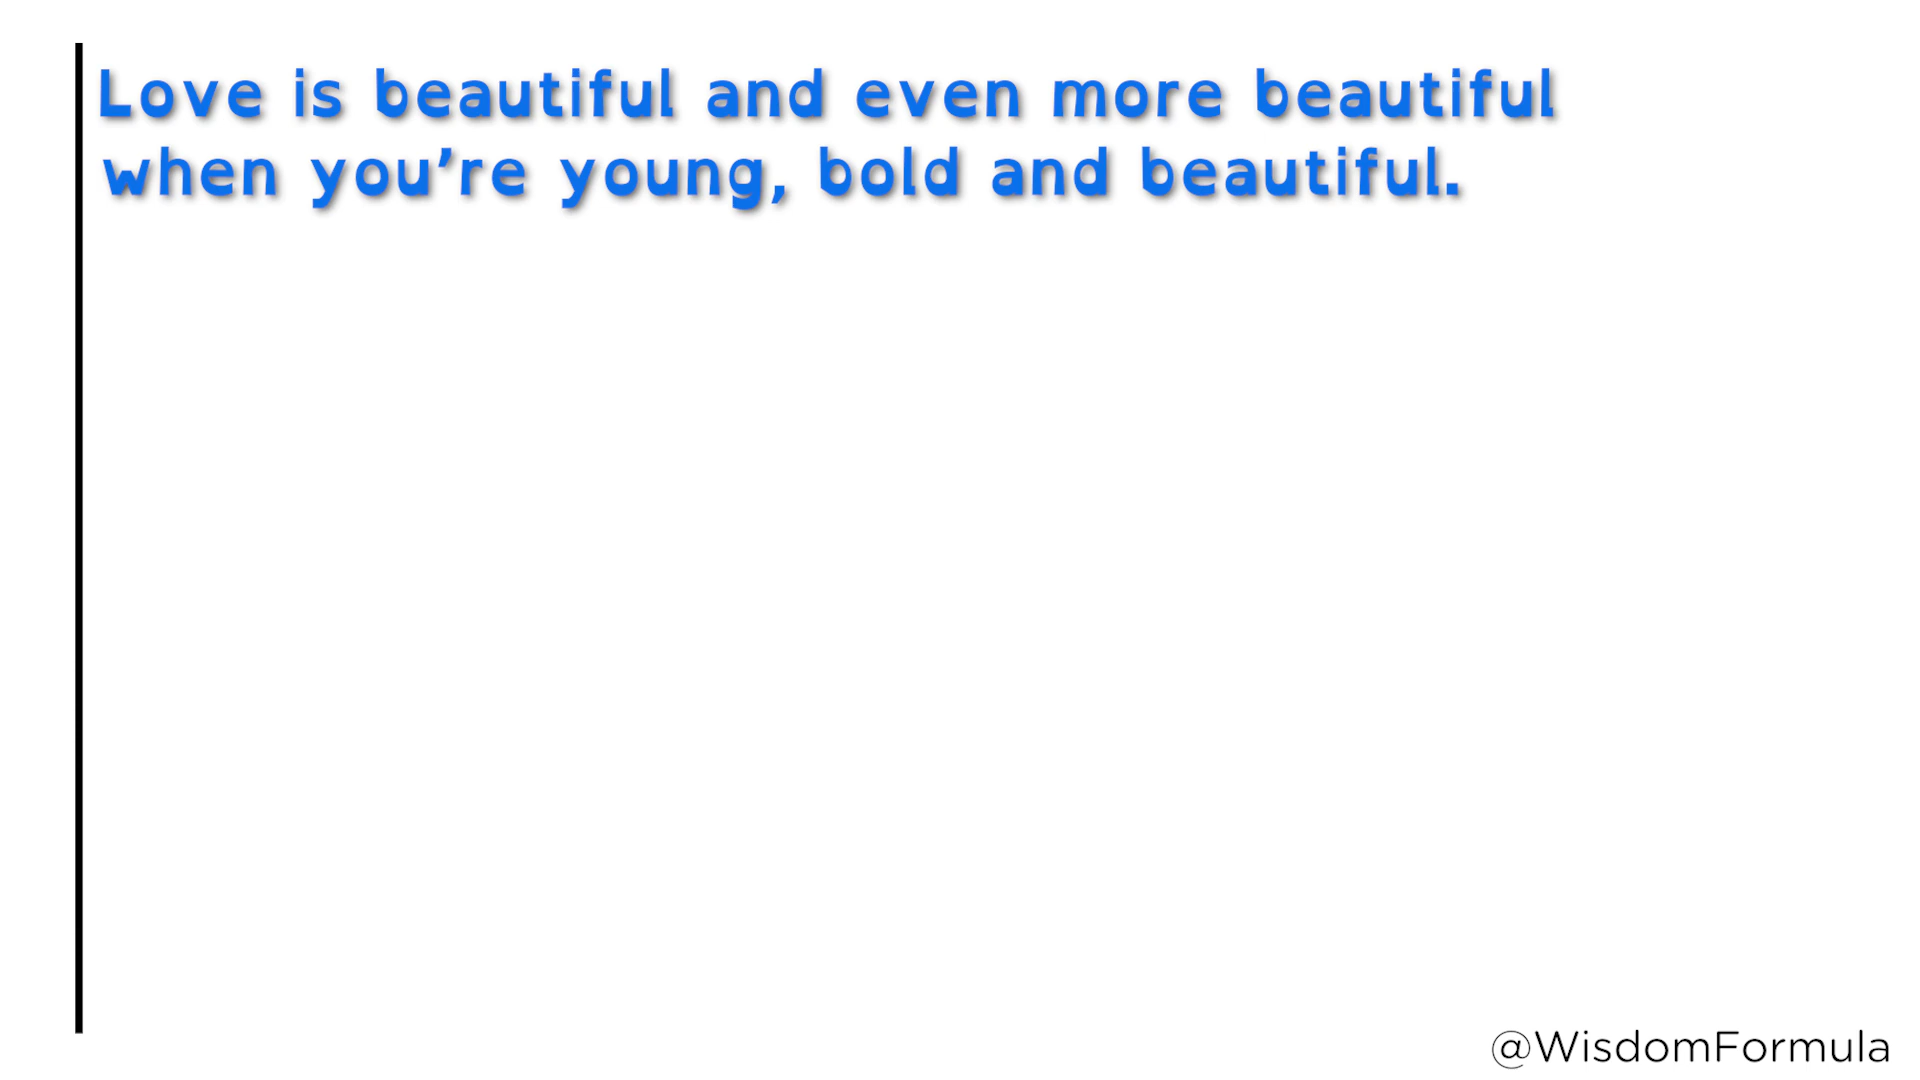 Love is beautiful and even more beautiful
when you’re young, bold and beautiful.
@WisdomFormula